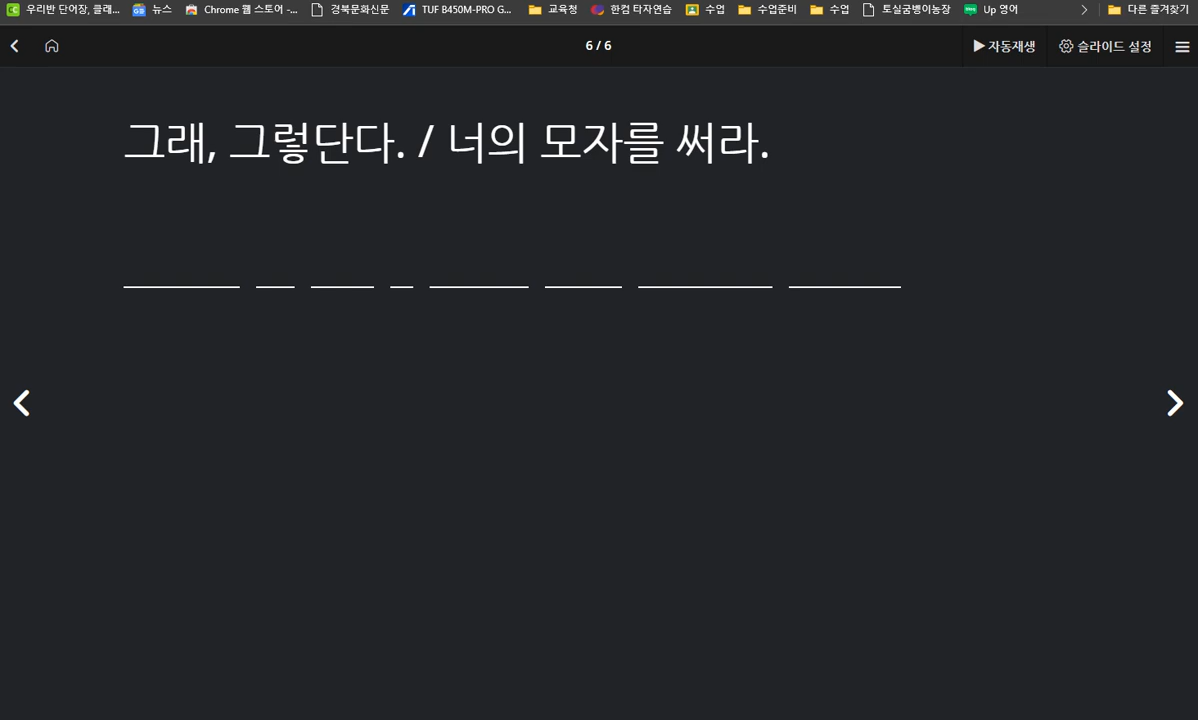 우리반 단어장, 클래... 뉴스 Chrome 웹 스토어 -... 경북문화신문 TUF B450M-PRO G... 교육청 한컴 타자연습 수업 수업준비 수업 토실굼벵이농장 Up 영어 다른 즐겨찾기
6 / 6 자동재생 슬라이드 설정
그래, 그렇단다. / 너의 모자를 써라.